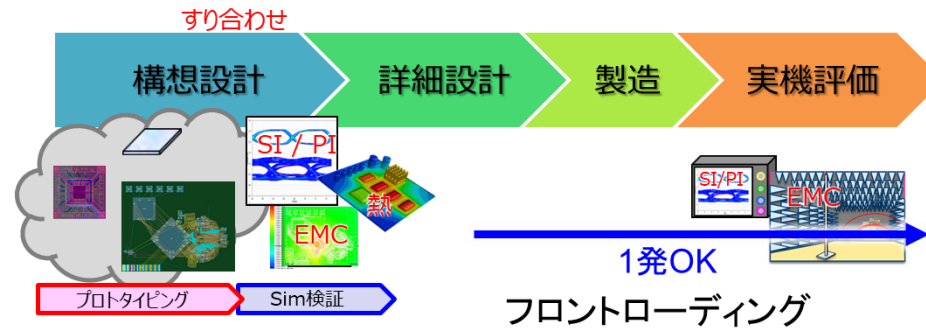 すり合わせ
構想設計
詳細設計
製造
実機評価
SI / PI
熱
EMC
SI/PI
EMC
1発OK
プロトタイピング
Sim検証
フロントローディング